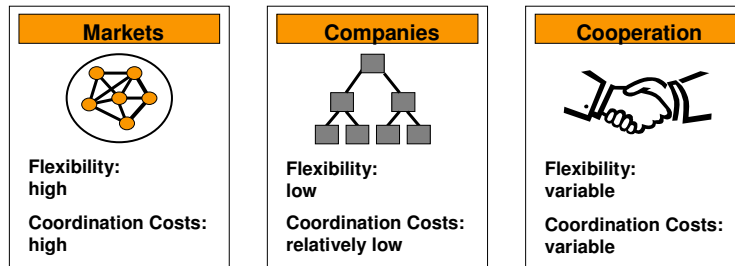 Markets
Flexibility:
high
Coordination Costs:
high
Companies
Flexibility:
low
Coordination Costs:
relatively low
Cooperation
Flexibility:
variable
Coordination Costs:
variable